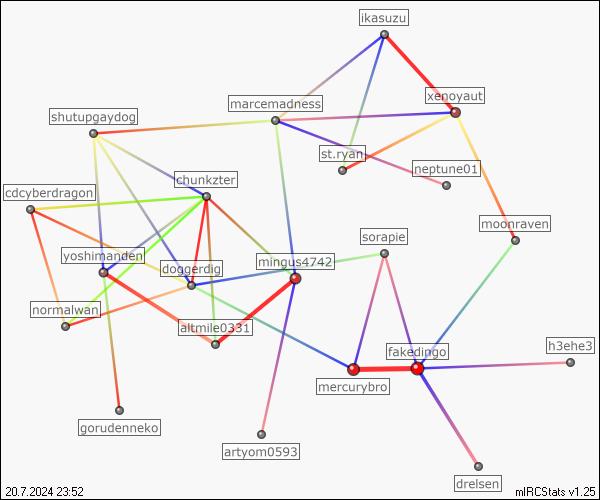 ikasuzu
xenoyaut
marcemadness
shutupgaydog
st.ryan
neptune01
chunkzter
cdcyberdragon
moonraven
sorapie
yoshimanden
doggerdig
mingus4742
normalwan
altmile0331
h3ehe3
fakedingo
mercurybro
gorudenneko
artyom0593
drelsen
20.7.2024 23:52
mIRCStats v1.25